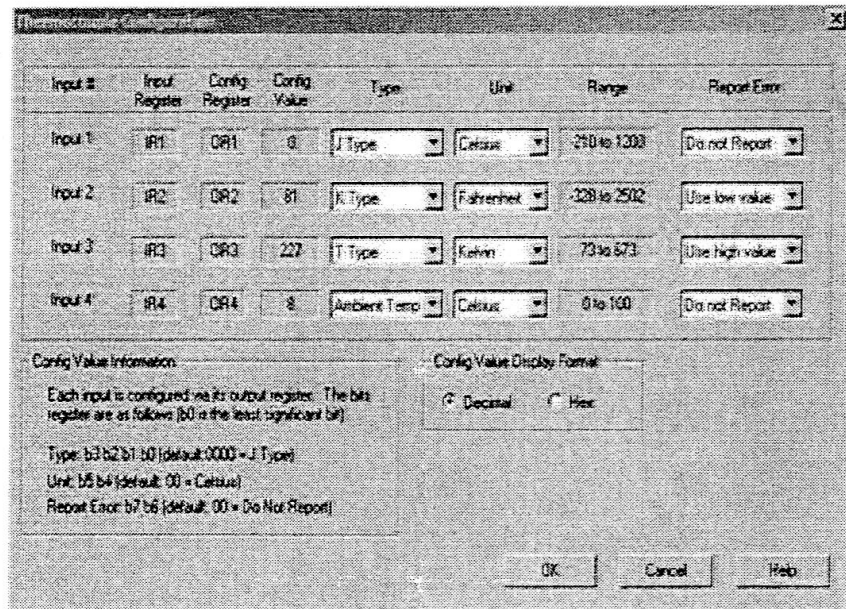 Thermocouple Configuration
Input # Input Register Config Register Config Value Type Unit Range Report Error
Input 1 IR1 OR1 0 J Type Celsius -210 to 1200 Do not Report
Input 2 IR2 OR2 81 K Type Fahrenheit -328 to 2502 Use low value
Input 3 IR3 OR3 227 T Type Kelvin 73 to 673 Use high value
Input 4 IR4 OR4 8 Ambient Temp Celsius 0 to 100 Do not Report
Config Value Information
Each input is configured via its output register. The bits
register are as follows (b0 is the least significant bit)
Type: b3 b2 b1 b0 (default:0000 = J Type)
Unit: b5 b4 (default: 00 = Celsius)
Report Error: b7 b6 (default: 00 = Do Not Report)
Config Value Display Format
Decimal Hex
OK Cancel Help